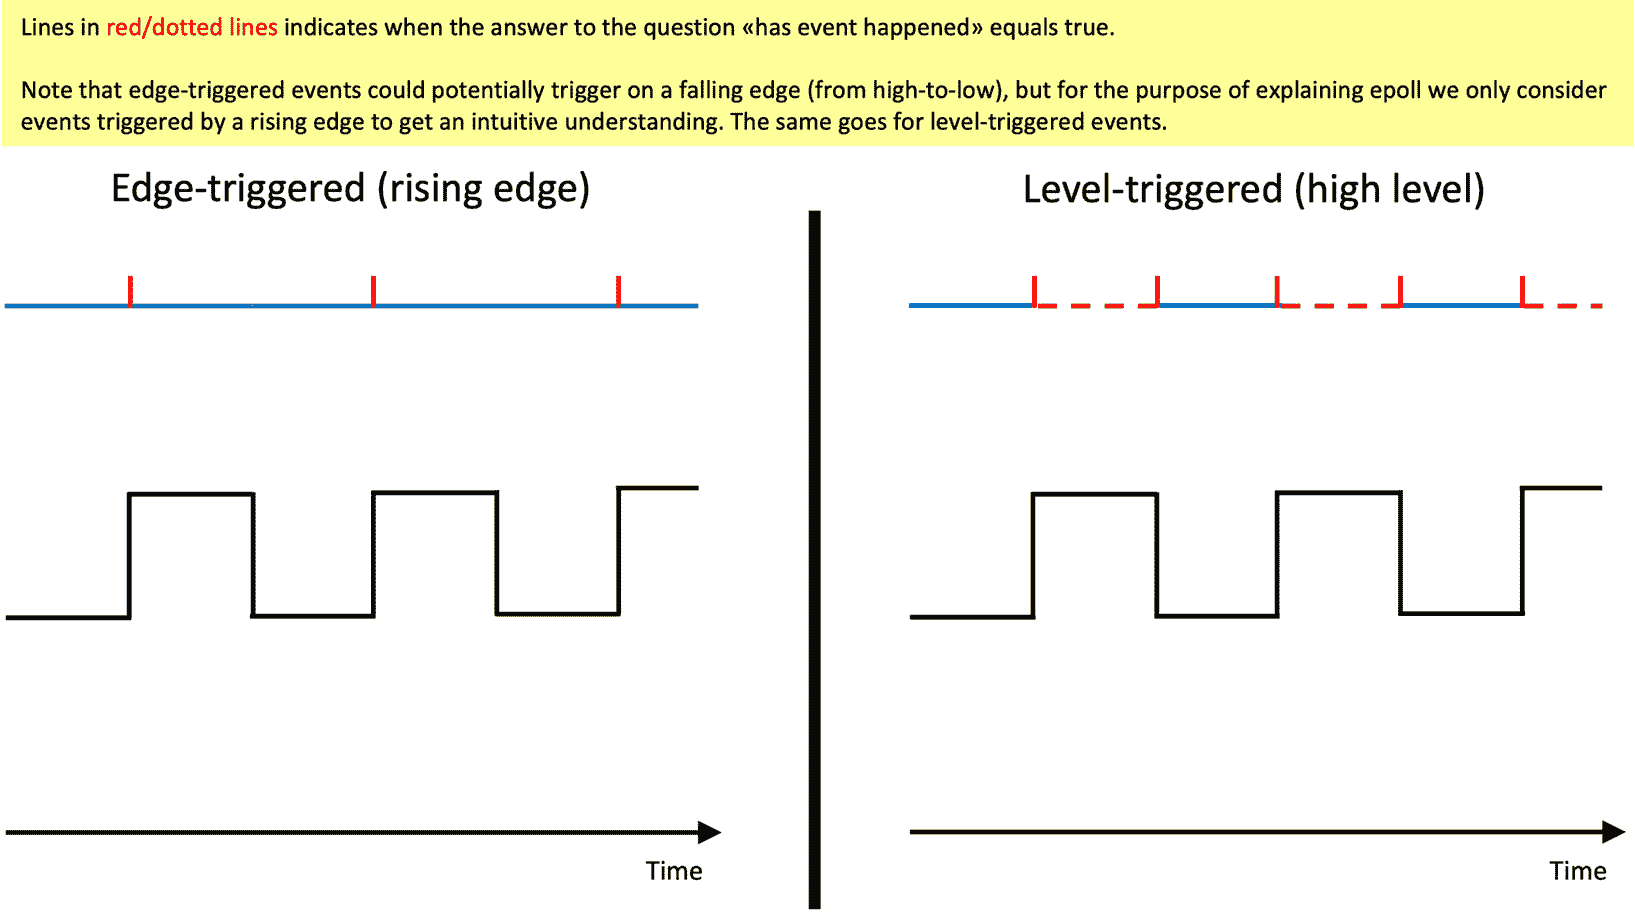 Lines in red/dotted lines indicates when the answer to the question «has event happened» equals true.
Note that edge-triggered events could potentially trigger on a falling edge (from high-to-low), but for the purpose of explaining epoll we only consider
events triggered by a rising edge to get an intuitive understanding. The same goes for level-triggered events.
Edge-triggered (rising edge)
Level-triggered (high level)
Time
Time